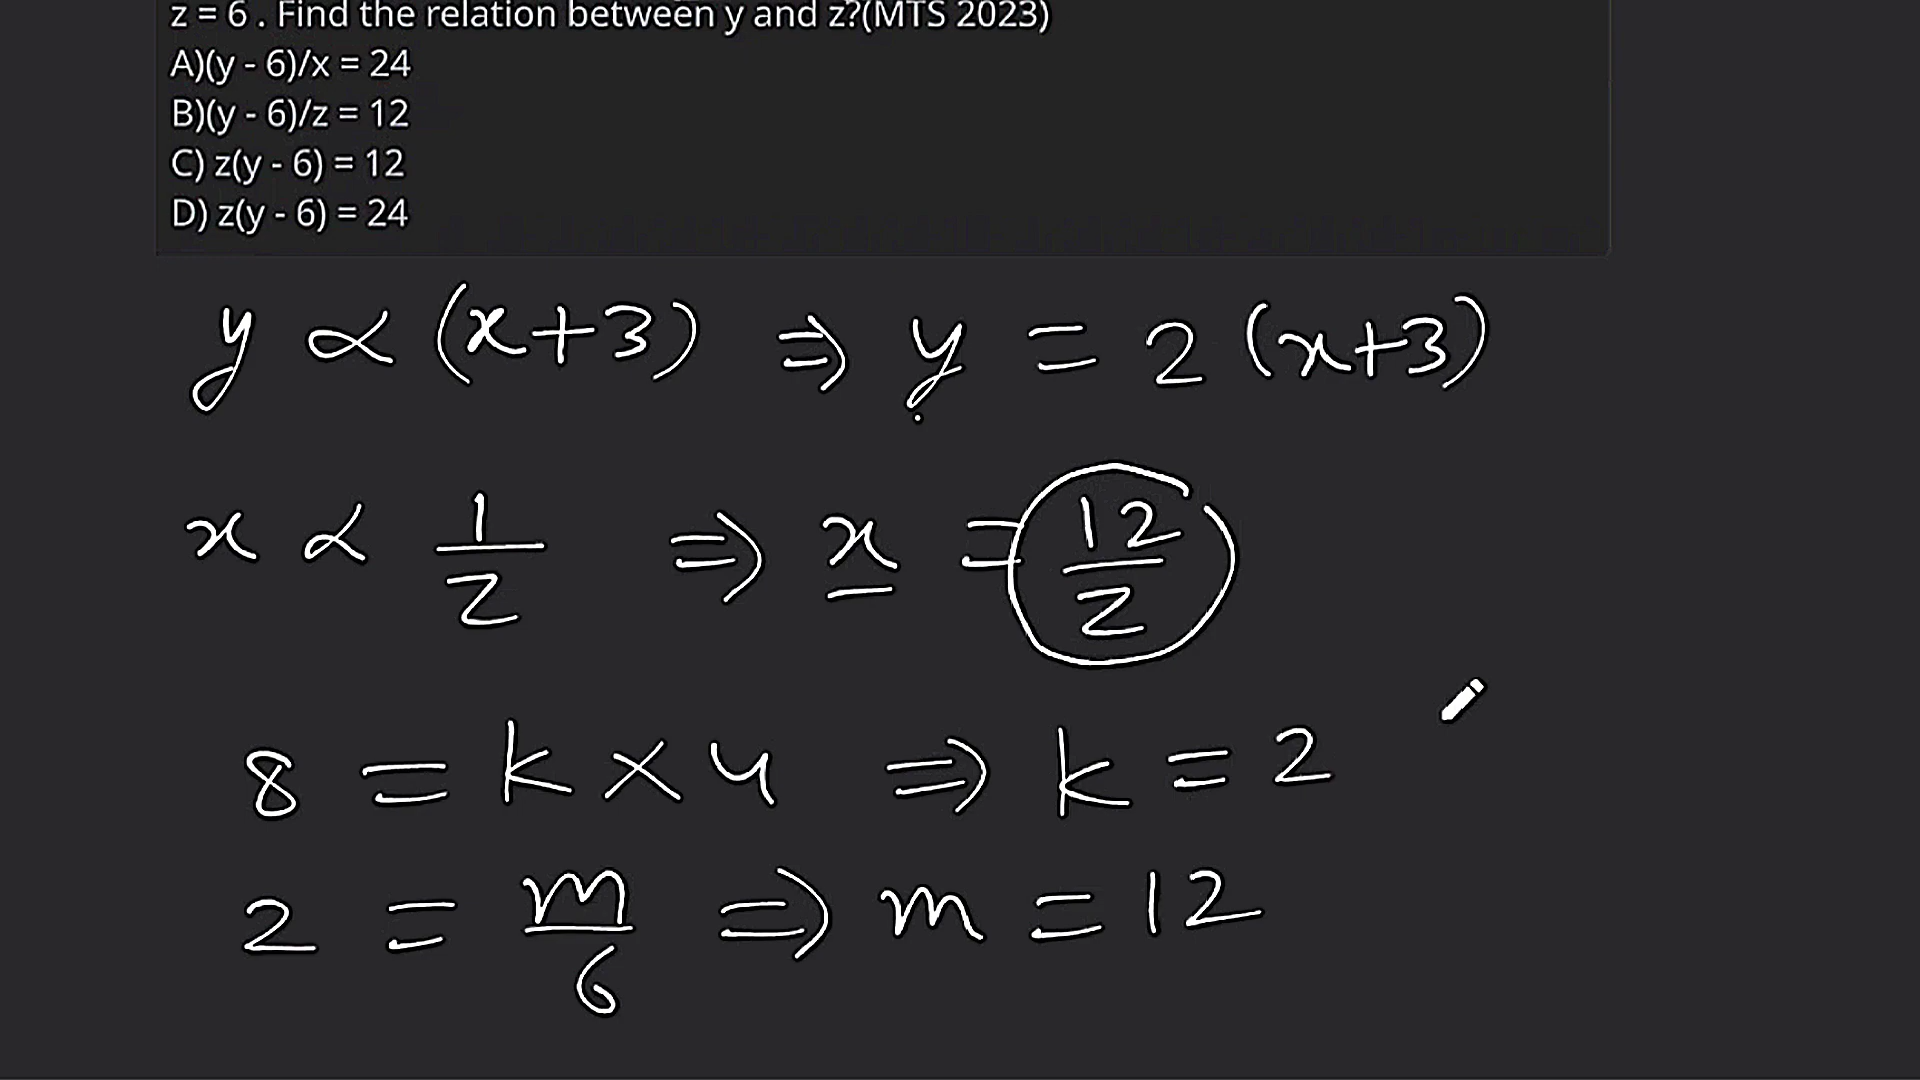 z = 6 . Find the relation between y and z?(MTS 2023)
A)(y - 6)/x = 24
B)(y - 6)/z = 12
C) z(y - 6) = 12
D) z(y - 6) = 24
y ∝ (x+3) ⇒ y = 2 (x+3)
x ∝ 1/z ⇒ x = 12/z
8 = k × 4 ⇒ k = 2
2 = m/6 ⇒ m = 12